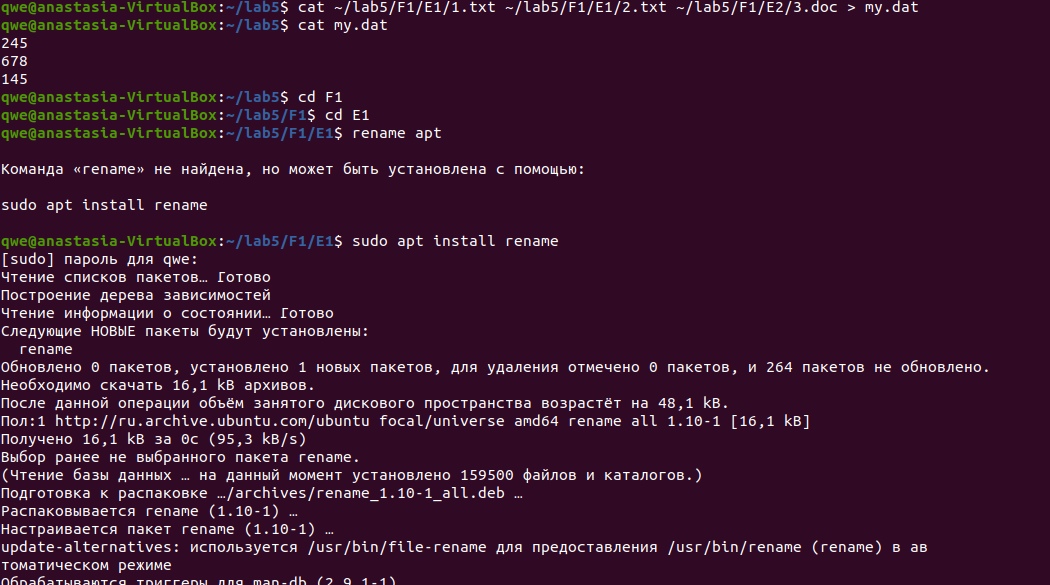 qwe@anastasia-VirtualBox:~/lab5$ cat ~/lab5/F1/E1/1.txt ~/lab5/F1/E1/2.txt ~/lab5/F1/E2/3.doc > my.dat
qwe@anastasia-VirtualBox:~/lab5$ cat my.dat
245
678
145
qwe@anastasia-VirtualBox:~/lab5$ cd F1
qwe@anastasia-VirtualBox:~/lab5/F1$ cd E1
qwe@anastasia-VirtualBox:~/lab5/F1/E1$ rename apt
Команда «rename» не найдена, но может быть установлена с помощью:
sudo apt install rename
qwe@anastasia-VirtualBox:~/lab5/F1/E1$ sudo apt install rename
[sudo] пароль для qwe:
Чтение списков пакетов… Готово
Построение дерева зависимостей
Чтение информации о состоянии… Готово
Следующие НОВЫЕ пакеты будут установлены:
  rename
Обновлено 0 пакетов, установлено 1 новых пакетов, для удаления отмечено 0 пакетов, и 264 пакетов не обновлено.
Необходимо скачать 16,1 kB архивов.
После данной операции объём занятого дискового пространства возрастёт на 48,1 kB.
Пол:1 http://ru.archive.ubuntu.com/ubuntu focal/universe amd64 rename all 1.10-1 [16,1 kB]
Получено 16,1 kB за 0с (95,3 kB/s)
Выбор ранее не выбранного пакета rename.
(Чтение базы данных … на данный момент установлено 159500 файлов и каталогов.)
Подготовка к распаковке …/archives/rename_1.10-1_all.deb …
Распаковывается rename (1.10-1) …
Настраивается пакет rename (1.10-1) …
update-alternatives: используется /usr/bin/file-rename для предоставления /usr/bin/rename (rename) в ав
томатическом режиме
Обрабатываются триггеры для man-db (2.9.1-1)